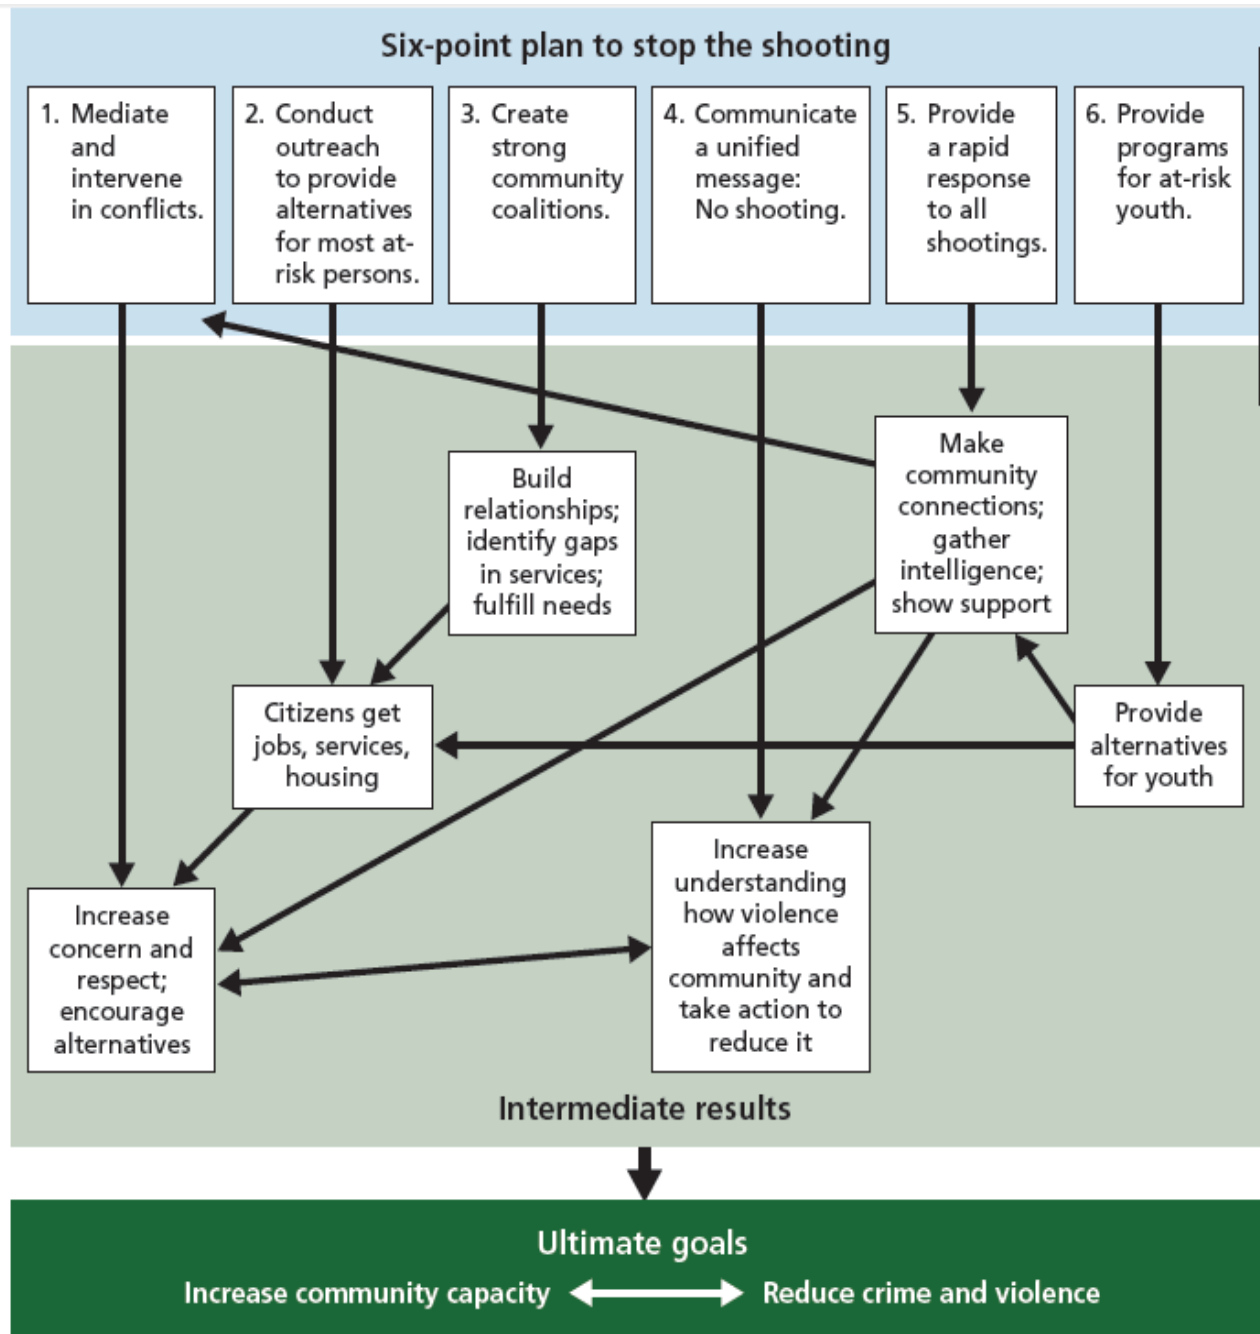 Six-point plan to stop the shooting
1. Mediate
and
intervene
in conflicts.
2. Conduct
outreach
to provide
alternatives
for most at-
risk persons.
3. Create
strong
community
coalitions.
4. Communicate
a unified
message:
No shooting.
5. Provide
a rapid
response
to all
shootings.
6. Provide
programs
for at-risk
youth.
Make
community
connections;
gather
intelligence;
show support
Build
relationships;
identify gaps
in services;
fulfill needs
Citizens get
jobs, services,
housing
Provide
alternatives
for youth
Increase
understanding
how violence
affects
community and
take action to
reduce it
Increase
concern and
respect;
encourage
alternatives
Intermediate results
Ultimate goals
Increase community capacity
Reduce crime and violence